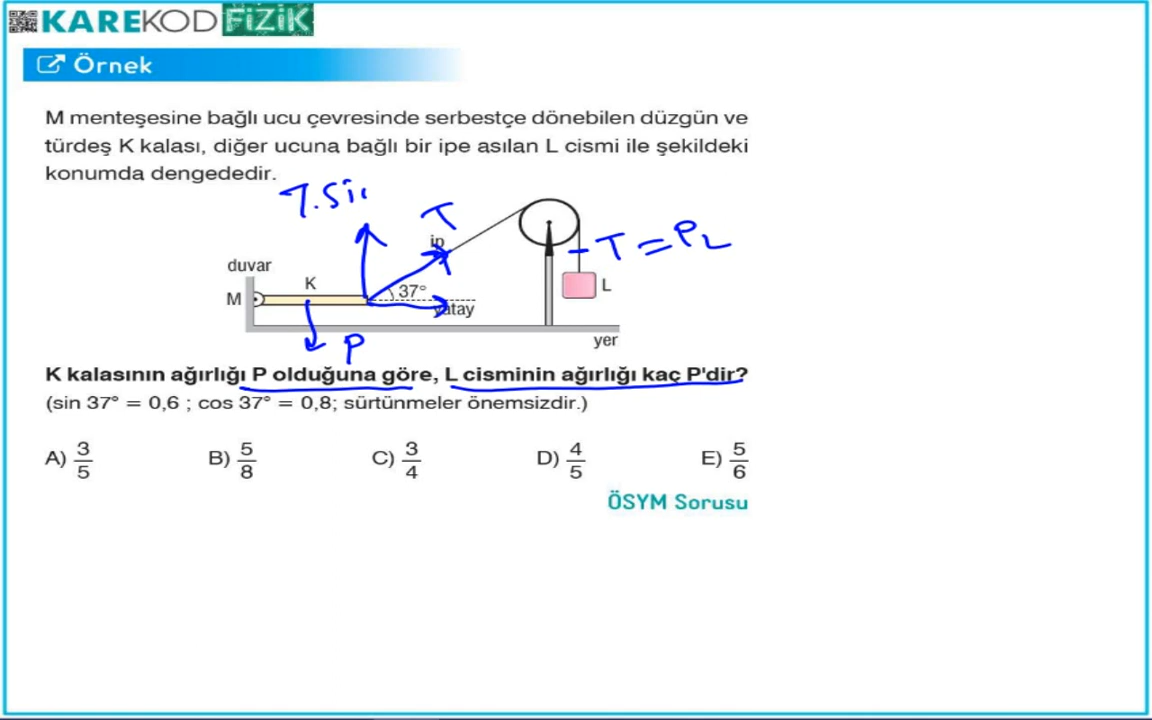 KAREKOD FİZİK
Örnek
M menteşesine bağlı ucu çevresinde serbestçe dönebilen düzgün ve
türdeş K kalası, diğer ucuna bağlı bir ipe asılan L cismi ile şekildeki
konumda dengededir.
T.Sin
T
ip
T = PL
duvar
K
37°
L
M
yatay
P
yer
K kalasının ağırlığı P olduğuna göre, L cisminin ağırlığı kaç P'dir?
(sin 37° = 0,6 ; cos 37° = 0,8; sürtünmeler önemsizdir.)
A) 3/5 B) 5/8 C) 3/4 D) 4/5 E) 5/6
ÖSYM Sorusu